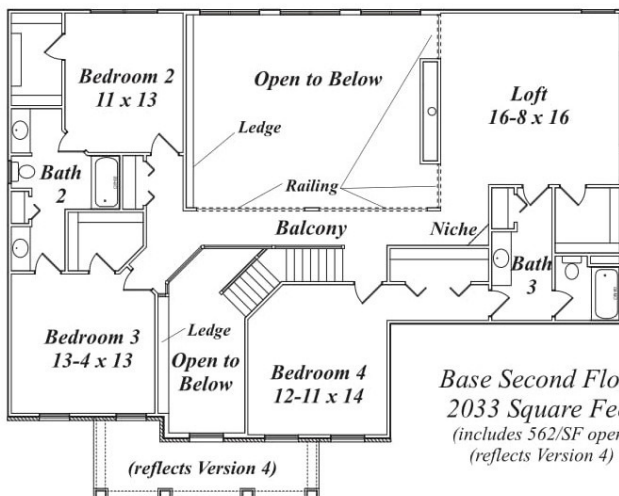 Bedroom 2
11 x 13
Open to Below
Loft
16-8 x 16
Ledge
Bath
2
Railing
Balcony
Niche
Bath
3
Bedroom 3
13-4 x 13
Ledge
Open to
Below
Bedroom 4
12-11 x 14
Base Second Flo
2033 Square Fe
(includes 562/SF open
(reflects Version 4)
(reflects Version 4)